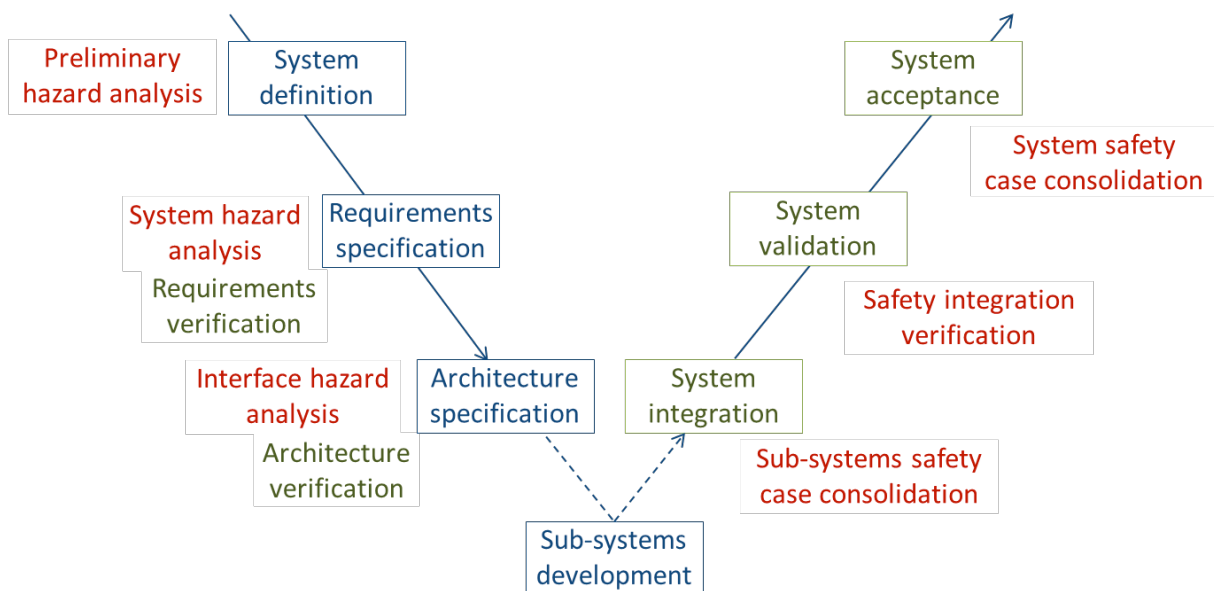 Preliminary
hazard analysis
System
definition
System
acceptance
System safety
case consolidation
System hazard
analysis
Requirements
specification
System
validation
Requirements
verification
Safety integration
verification
Interface hazard
analysis
Architecture
specification
System
integration
Architecture
verification
Sub-systems safety
case consolidation
Sub-systems
development